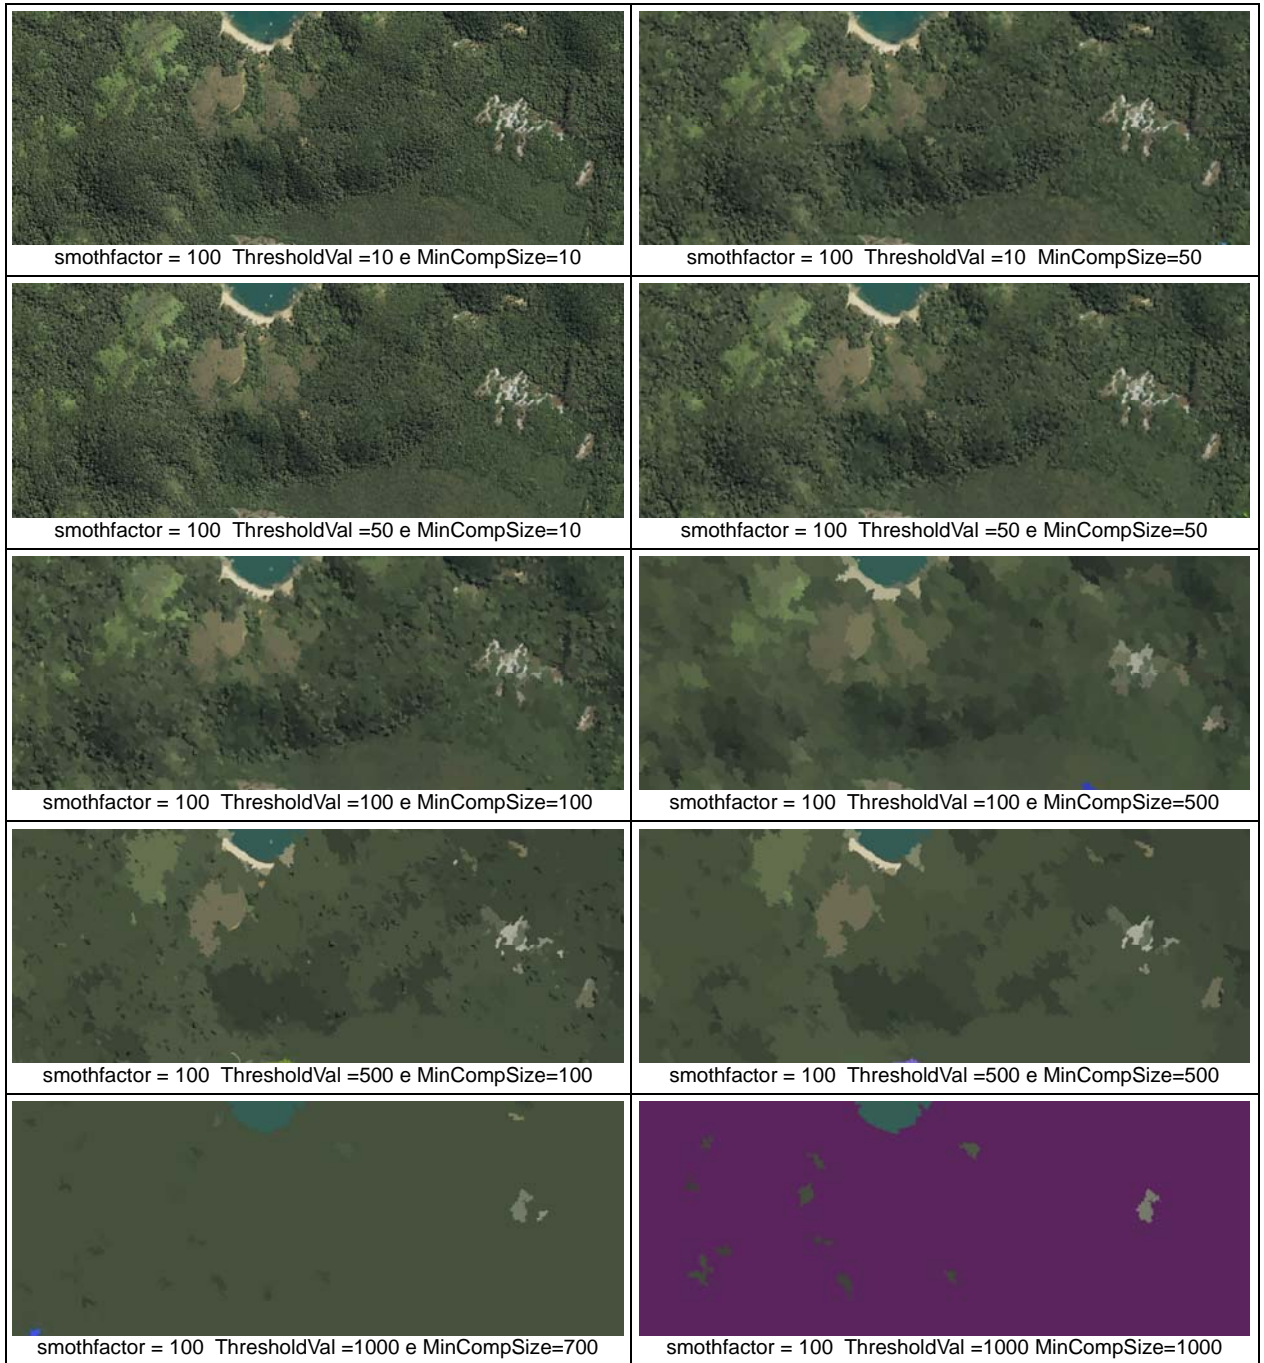 smothfactor = 100  ThresholdVal =10 e MinCompSize=10
smothfactor = 100  ThresholdVal =10  MinCompSize=50
smothfactor = 100  ThresholdVal =50 e MinCompSize=10
smothfactor = 100  ThresholdVal =50 e MinCompSize=50
smothfactor = 100  ThresholdVal =100 e MinCompSize=100
smothfactor = 100  ThresholdVal =100 e MinCompSize=500
smothfactor = 100  ThresholdVal =500 e MinCompSize=100
smothfactor = 100  ThresholdVal =500 e MinCompSize=500
smothfactor = 100  ThresholdVal =1000 e MinCompSize=700
smothfactor = 100  ThresholdVal =1000 MinCompSize=1000